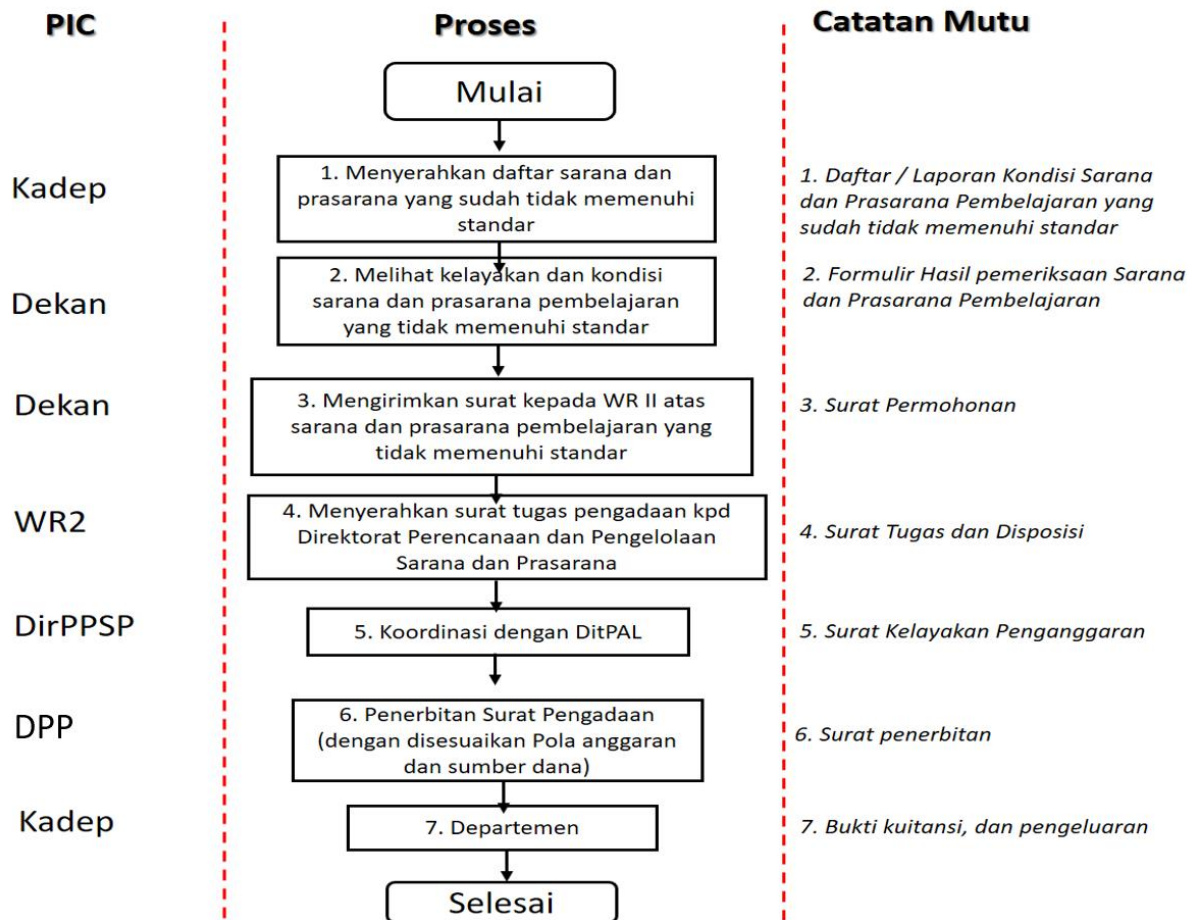 PIC
Proses
Catatan Mutu
Mulai
Kadep
1. Menyerahkan daftar sarana dan
prasarana yang sudah tidak memenuhi
standar
1. Daftar / Laporan Kondisi Sarana
dan Prasarana Pembelajaran yang
sudah tidak memenuhi standar
Dekan
2. Melihat kelayakan dan kondisi
sarana dan prasarana pembelajaran
yang tidak memenuhi standar
2. Formulir Hasil pemeriksaan Sarana
dan Prasarana Pembelajaran
Dekan
3. Mengirimkan surat kepada WR II atas
sarana dan prasarana pembelajaran yang
tidak memenuhi standar
3. Surat Permohonan
WR2
4. Menyerahkan surat tugas pengadaan kpd
Direktorat Perencanaan dan Pengelolaan
Sarana dan Prasarana
4. Surat Tugas dan Disposisi
DirPPSP
5. Koordinasi dengan DitPAL
5. Surat Kelayakan Penganggaran
DPP
6. Penerbitan Surat Pengadaan
(dengan disesuaikan Pola anggaran
dan sumber dana)
6. Surat penerbitan
Kadep
7. Departemen
7. Bukti kuitansi, dan pengeluaran
Selesai